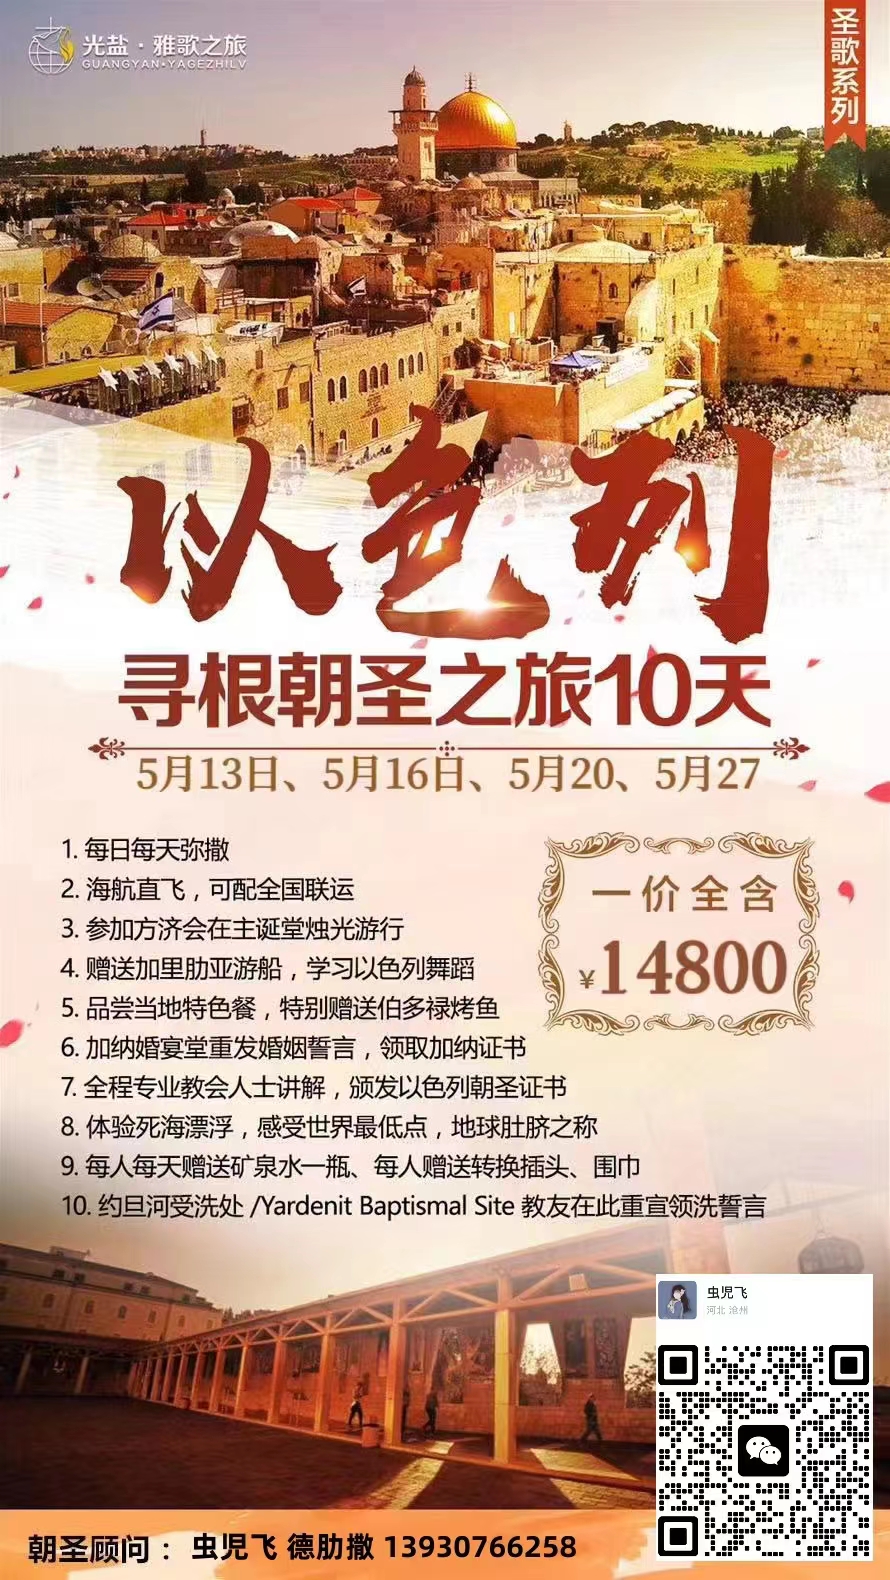 光盐·雅歌之旅
GUANGYAN•YAGEZHILV
圣歌系列
以色列
寻根朝圣之旅10天
5月13日、5月16日、5月20、5月27
1. 每日每天弥撒
2. 海航直飞，可配全国联运
3. 参加方济会在主诞堂烛光游行
4. 赠送加里肋亚游船，学习以色列舞蹈
5. 品尝当地特色餐，特别赠送伯多禄烤鱼
6. 加纳婚宴堂重发婚姻誓言，领取加纳证书
7. 全程专业教会人士讲解，颁发以色列朝圣证书
8. 体验死海漂浮，感受世界最低点，地球肚脐之称
9. 每人每天赠送矿泉水一瓶、每人赠送转换插头、围巾
10. 约旦河受洗处 /Yardenit Baptismal Site 教友在此重宣领洗誓言
一价全含
¥14800
虫児飞
河北 沧州
朝圣顾问： 虫児飞 德肋撒 13930766258